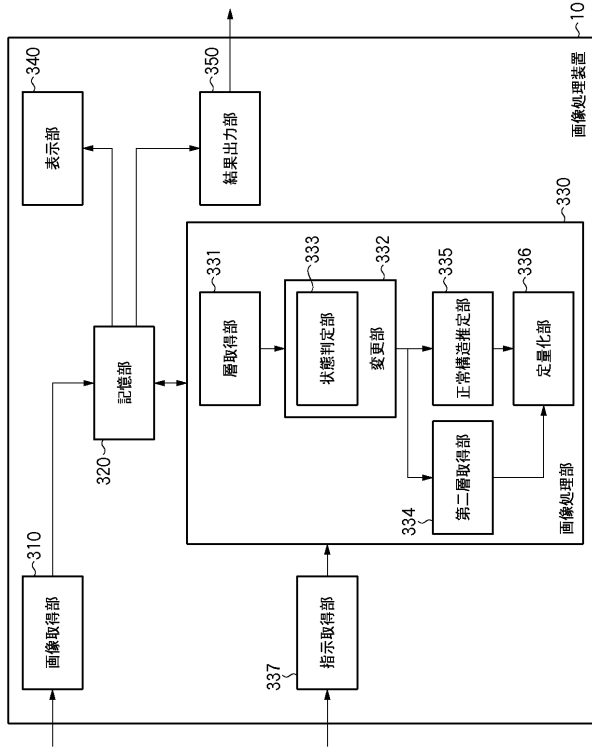 10
画像処理装置
310
画像取得部
320
記憶部
340
表示部
350
結果出力部
337
指示取得部
330
画像処理部
331
層取得部
332
変更部
333
状態判定部
334
第二層取得部
335
正常構造推定部
336
定量化部